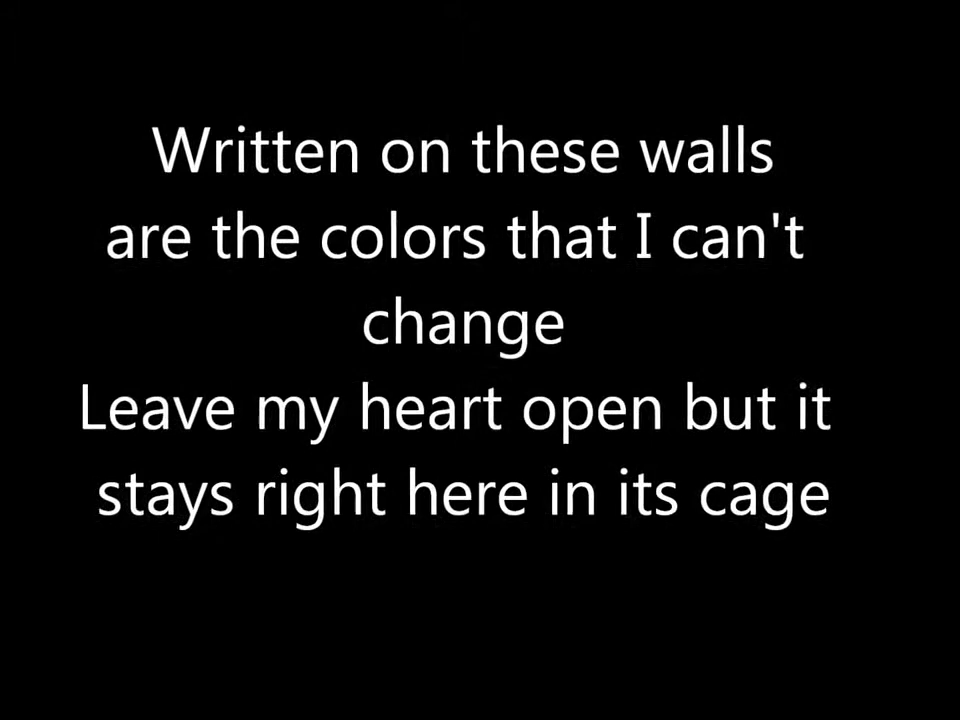 Written on these walls
are the colors that I can't
change
Leave my heart open but it
stays right here in its cage